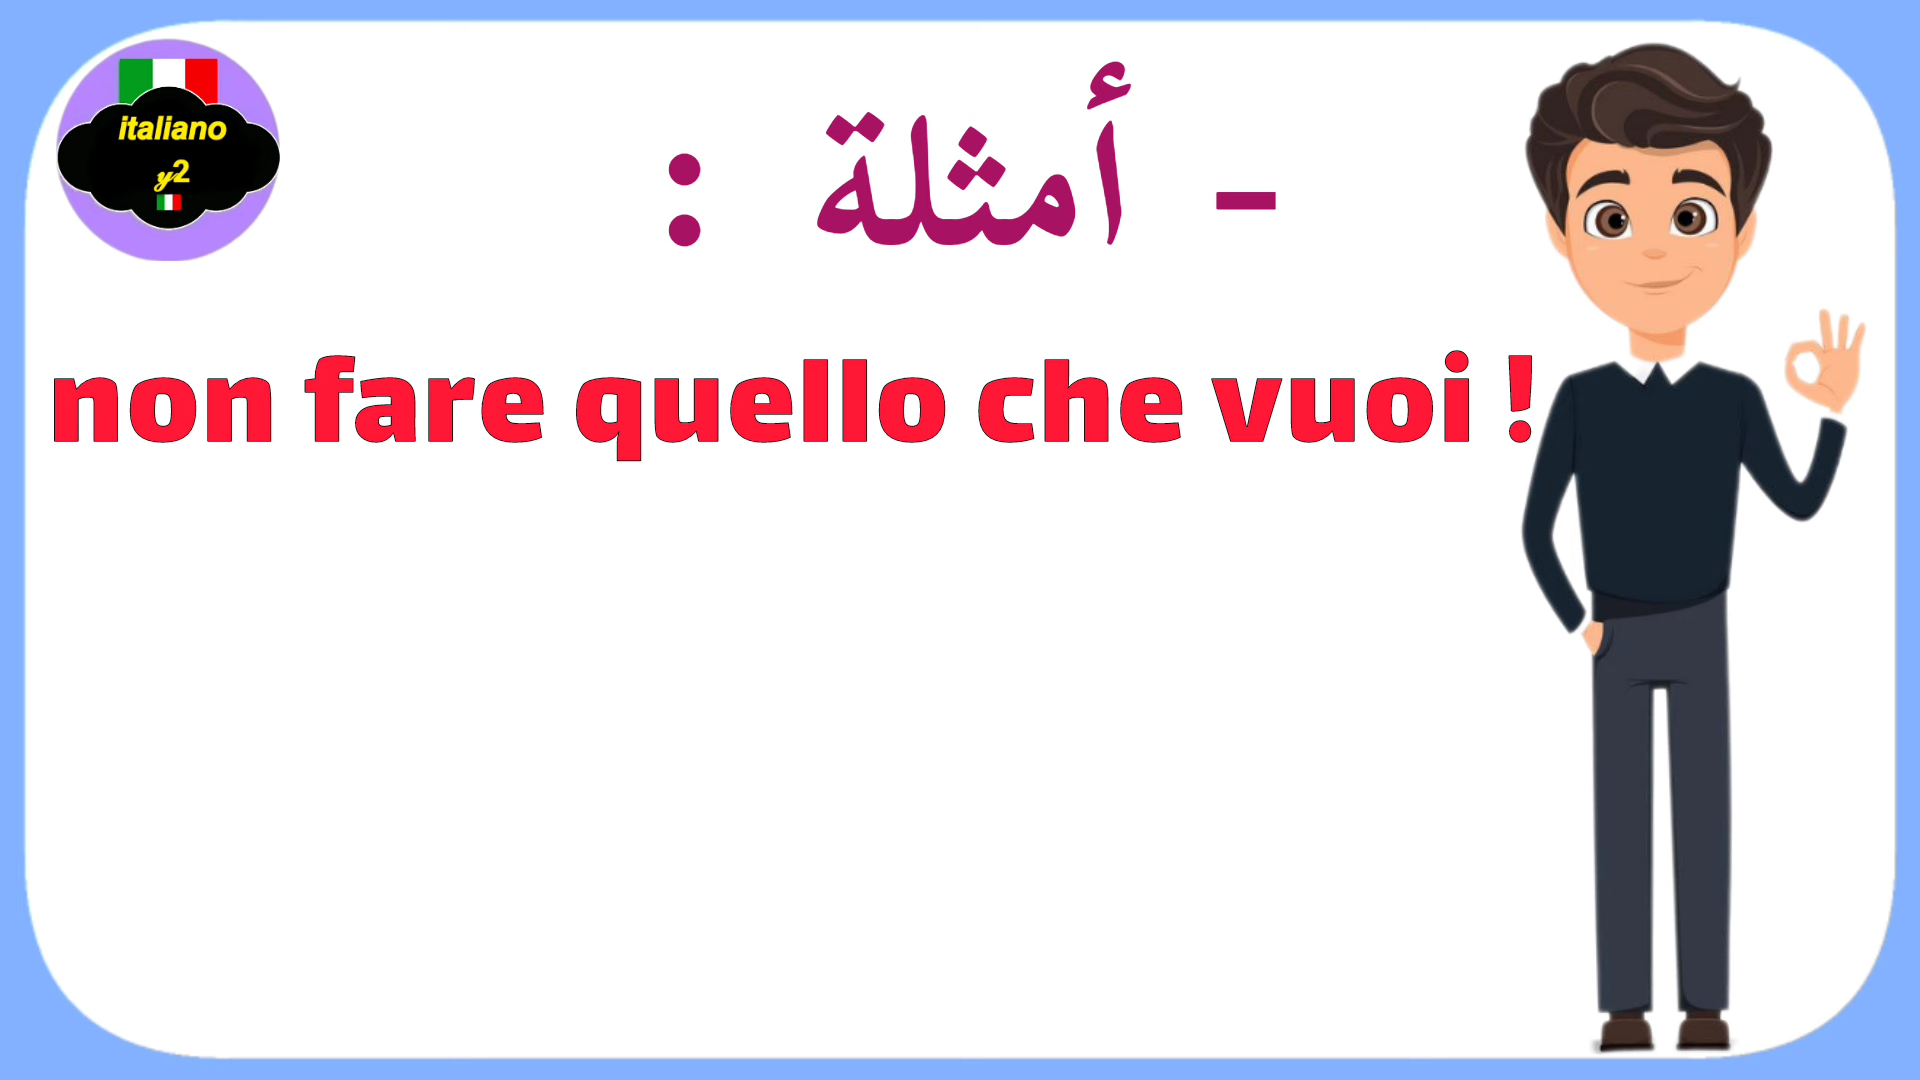 italiano
y2
- أمثلة :
non fare quello che vuoi !